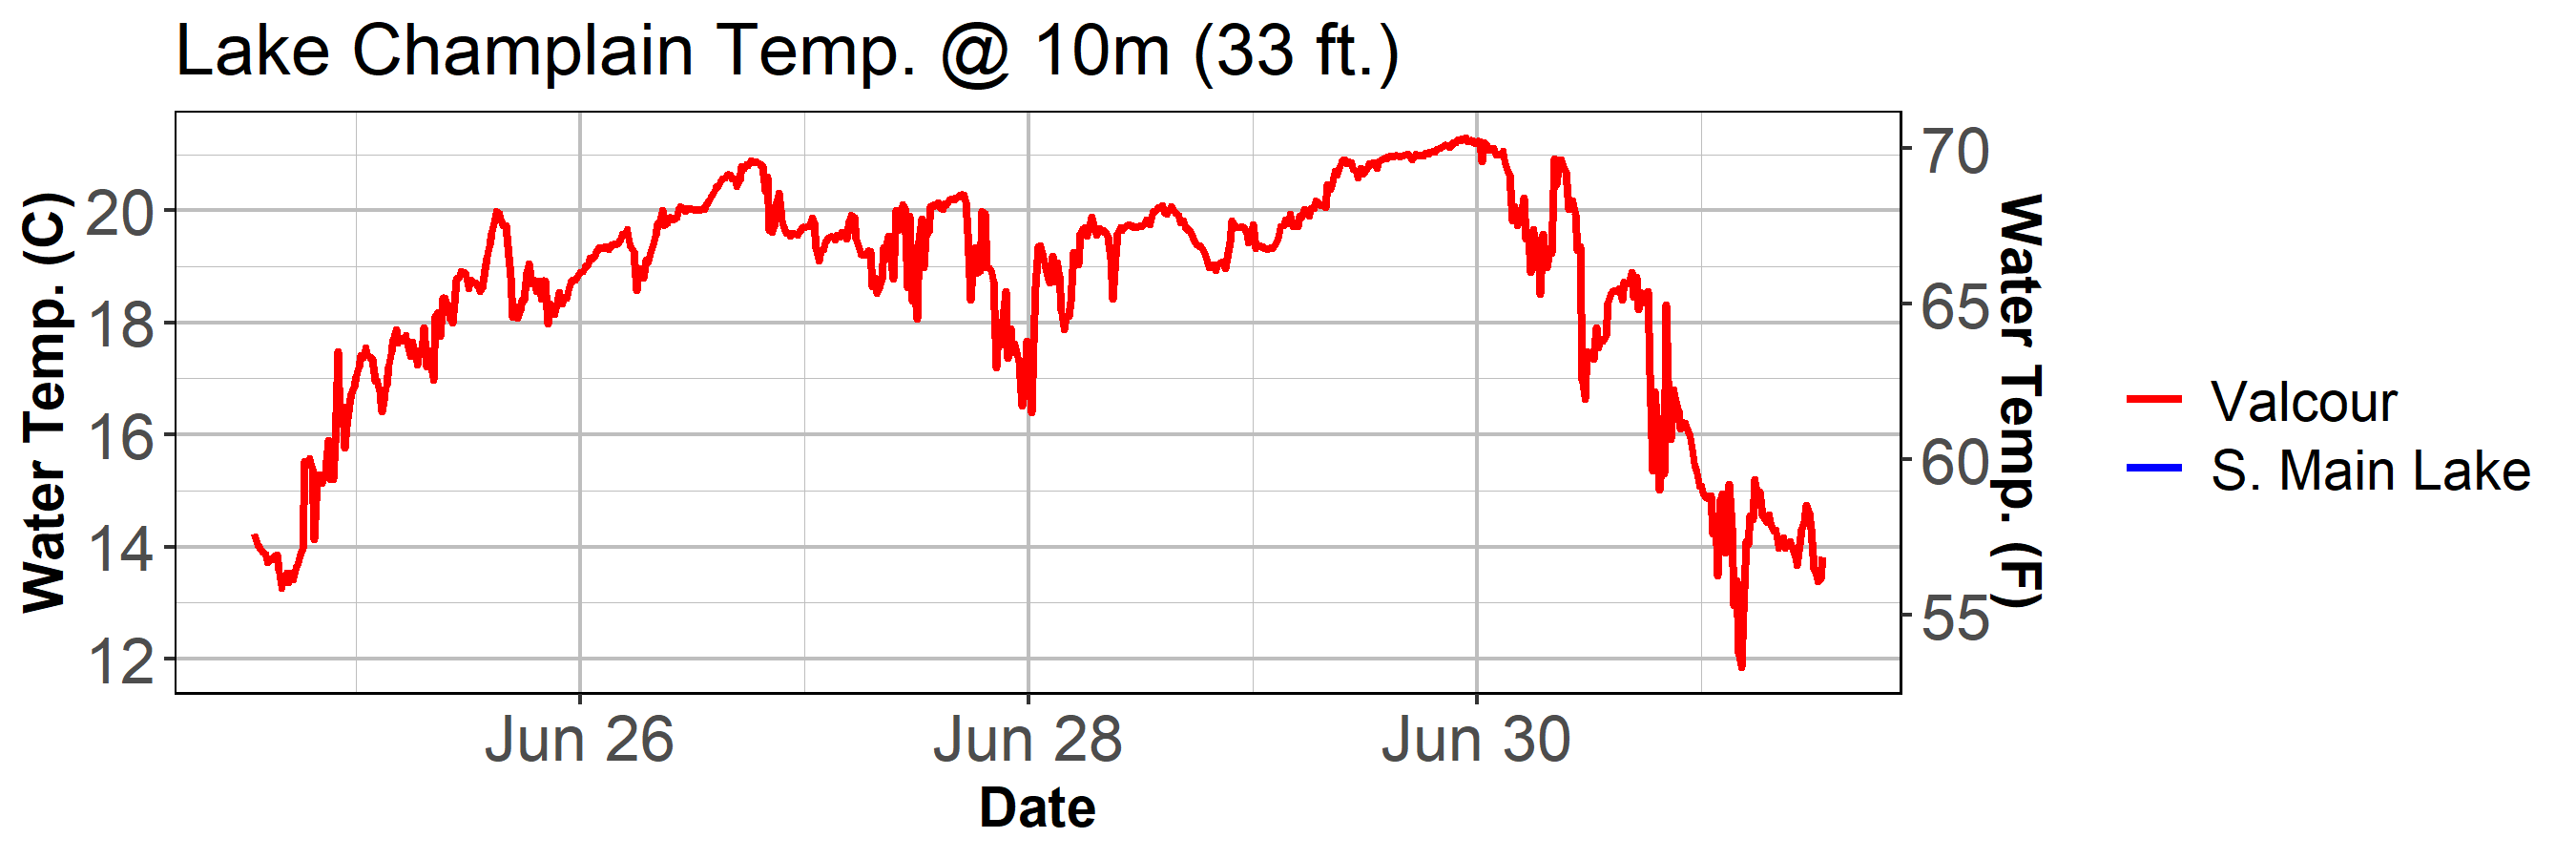 Lake Champlain Temp. @ 10m (33 ft.)
Water Temp. (C)
20
18
16
14
12
70
65
60
55
Water Temp. (F)
Jun 26
Jun 28
Jun 30
Date
Valcour
S. Main Lake